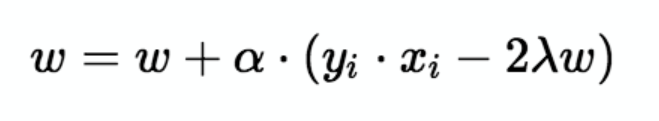 w = w + α · (yᵢ · xᵢ − 2λw)